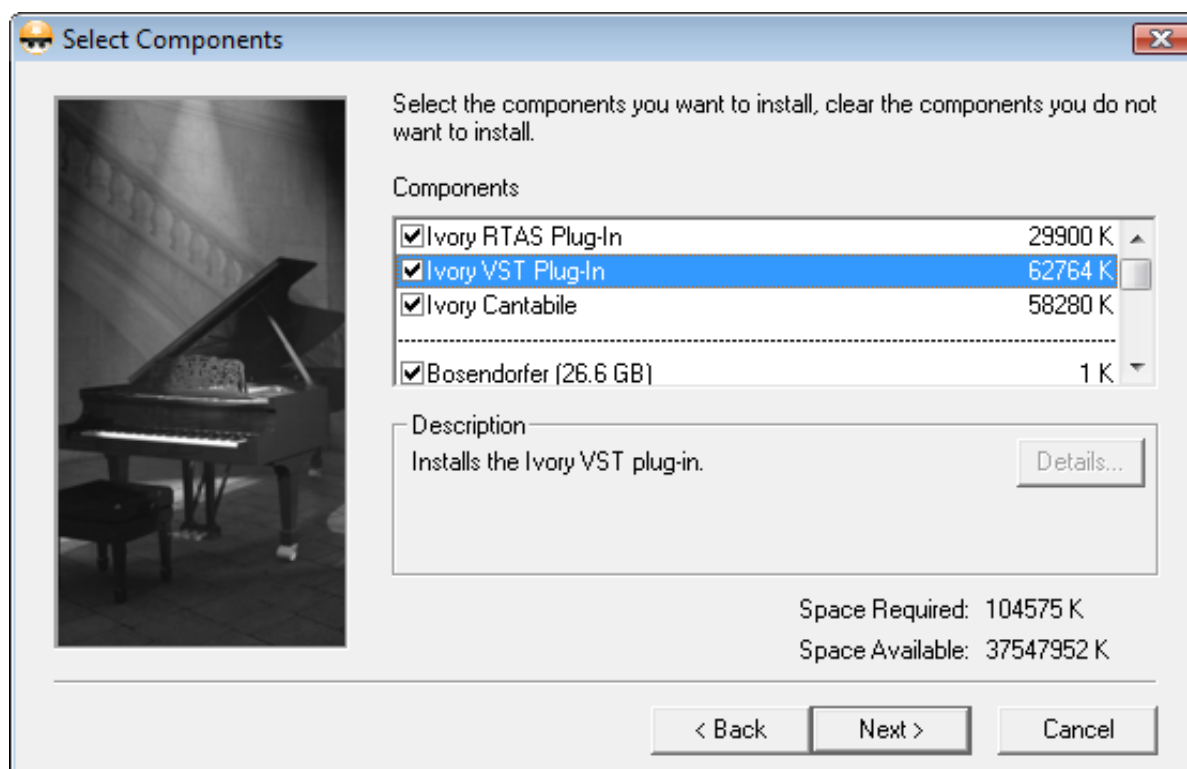 Select Components
Select the components you want to install, clear the components you do not
want to install.
Components
Ivory RTAS Plug-In 29900 K
Ivory VST Plug-In 62764 K
Ivory Cantabile 58280 K
Bosendorfer (26.6 GB) 1 K
Description
Installs the Ivory VST plug-in.
Details...
Space Required: 104575 K
Space Available: 37547952 K
< Back Next > Cancel